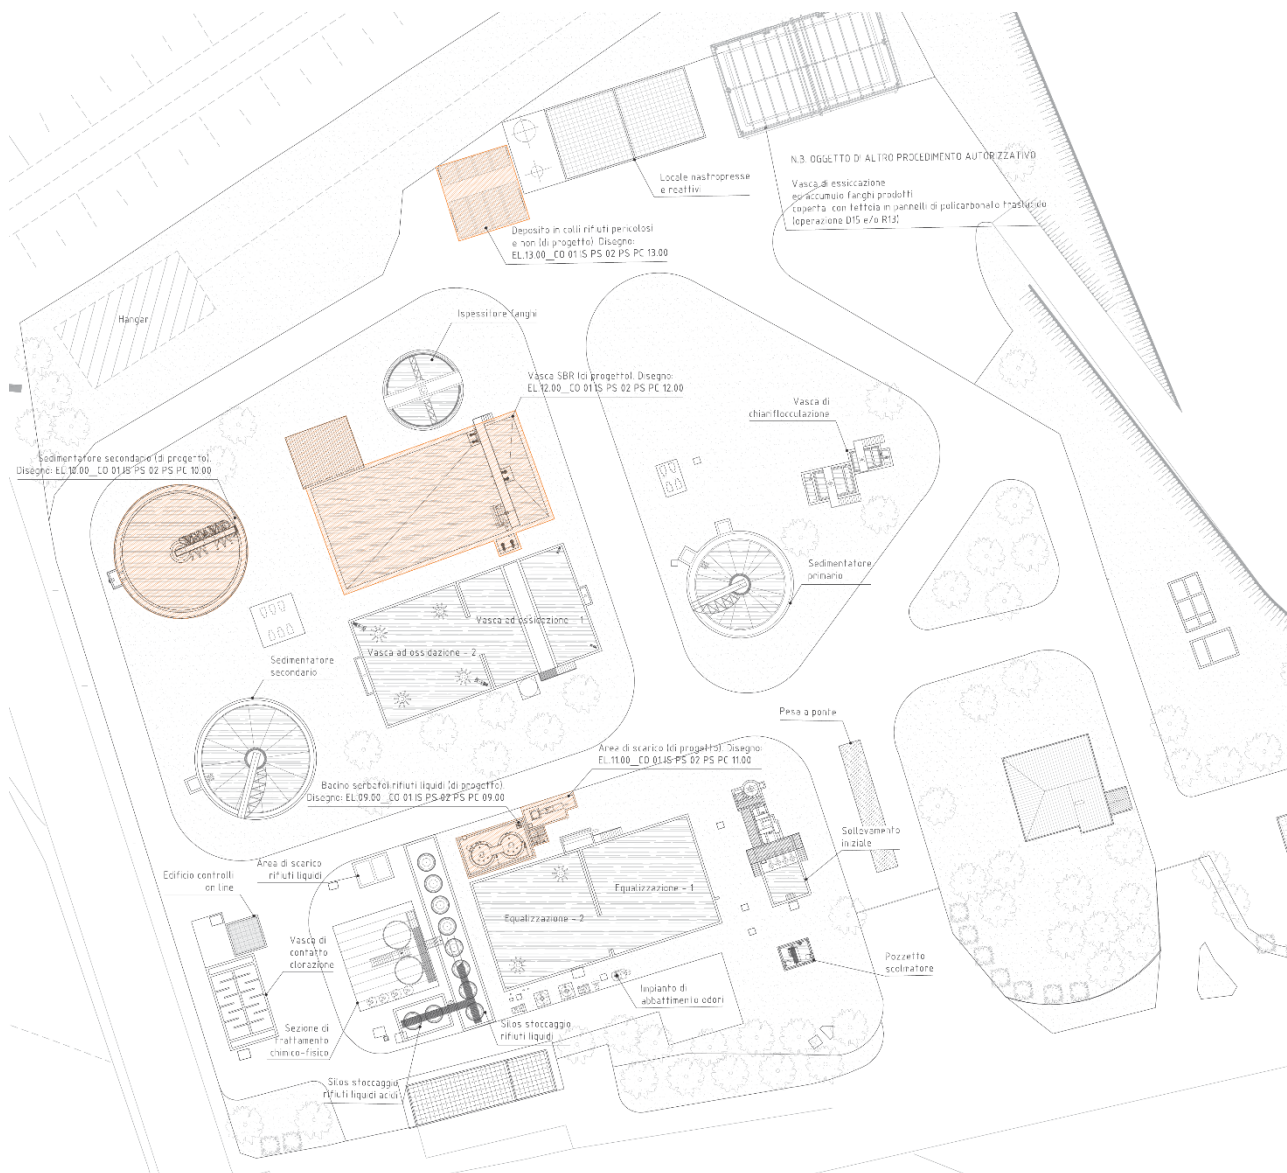 N.B. OGGETTO DI ALTRO PROCEDIMENTO AUTORIZZATIVO
Vasca di essiccazione
ed accumulo fanghi prodotti
coperta con tettoia in pannelli di policarbonato traslucido
(operazione D15 e/o R13)
Locale nastropresse
e reattivi
Deposito in colli rifiuti pericolosi
e non (di progetto). Disegno:
EL.13.00__CO 01 IS PS 02 PS PC 13.00
Hangar
Ispessitore fanghi
Vasca SBR (di progetto). Disegno:
EL.12.00__CO 01 IS PS 02 PS PC 12.00
Vasca di
chiariflocculazione
Sedimentatore secondario (di progetto).
Disegno: EL.10.00__CO 01 IS PS 02 PS PC 10.00
Sedimentatore
primario
Vasca ad ossidazione - 1
Vasca ad ossidazione - 2
Sedimentatore
secondario
Pesa a ponte
Area di scarico (di progetto). Disegno:
EL.11.00__CO 01 IS PS 02 PS PC 11.00
Bacino serbatoi rifiuti liquidi (di progetto).
Disegno: EL.09.00__CO 01 IS PS 02 PS PC 09.00
Sollevamento
iniziale
Area di scarico
rifiuti liquidi
Edificio controlli
on line
Equalizzazione - 1
Equalizzazione - 2
Vasca di
contatto
clorazione
Pozzetto
scolmatore
Impianto di
abbattimento odori
Sezione di
trattamento
chimico-fisico
Silos stoccaggio
rifiuti liquidi
Silos stoccaggio
rifiuti liquidi acidi